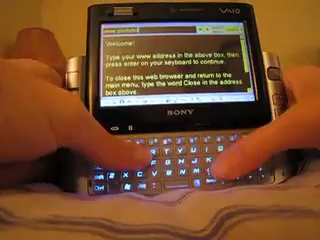 VAIO
Welcome!
Type your www address in the above box, then
press enter on your keyboard to continue.
To close this web browser and return to the
main menu, type the word Close in the address
box above.
SONY